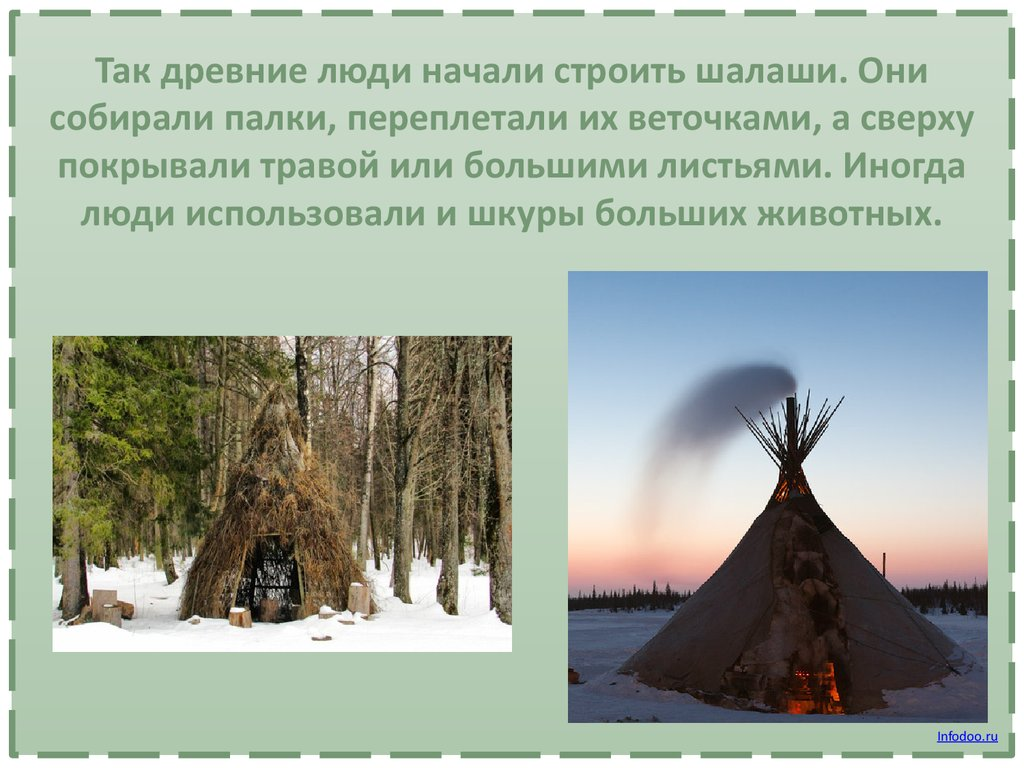 Так древние люди начали строить шалаши. Они
собирали палки, переплетали их веточками, а сверху
покрывали травой или большими листьями. Иногда
люди использовали и шкуры больших животных.
Infodoo.ru